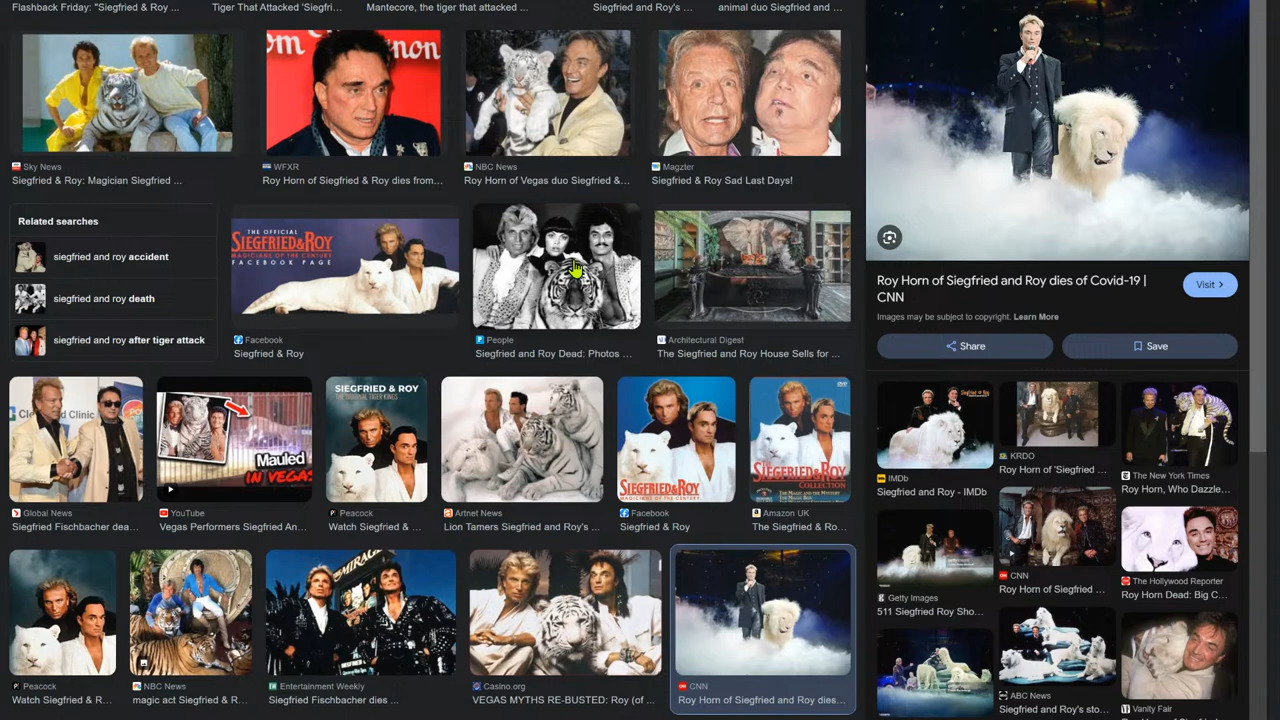 Flashback Friday: "Siegfried & Roy ...
Tiger That Attacked 'Siegfri...
Mantecore, the tiger that attacked ...
Siegfried and Roy's ...
animal duo Siegfried and ...
om
non
Sky News
Siegfried & Roy: Magician Siegfried ...
WFXR
Roy Horn of Siegfried & Roy dies from...
NBC News
Roy Horn of Vegas duo Siegfried &...
Magzter
Siegfried & Roy Sad Last Days!
Related searches
siegfried and roy accident
siegfried and roy death
siegfried and roy after tiger attack
THE OFFICIAL
SIEGFRIED&ROY
MAGICIANS OF THE CENTURY
FACEBOOK PAGE
Facebook
Siegfried & Roy
People
Siegfried and Roy Dead: Photos ...
Architectural Digest
The Siegfried and Roy House Sells for ...
Clinic
Global News
Siegfried Fischbacher dea...
Mauled
IN VEGAS
YouTube
Vegas Performers Siegfried An...
SIEGFRIED & ROY
THE ORIGINAL TIGER KINGS
Peacock
Watch Siegfried & ...
Artnet News
Lion Tamers Siegfried and Roy's ...
SIEGFRIED&ROY
Facebook
Siegfried & Roy
SIEGFRIED&ROY
COLLECTION
Amazon UK
The Siegfried & Ro...
Peacock
Watch Siegfried & R...
NBC News
magic act Siegfried & R...
MIRAGE
Entertainment Weekly
Siegfried Fischbacher dies ...
Casino.org
VEGAS MYTHS RE-BUSTED: Roy (of ...
CNN
Roy Horn of Siegfried and Roy dies...
Roy Horn of Siegfried and Roy dies of Covid-19 |
CNN
Visit
Images may be subject to copyright. Learn More
Share
Save
IMDb
Siegfried and Roy - IMDb
KRDO
Roy Horn of 'Siegfried ...
The New York Times
Roy Horn, Who Dazzle...
Getty Images
511 Siegfried Roy Sho...
CNN
Roy Horn of Siegfried ...
The Hollywood Reporter
Roy Horn Dead: Big C...
ABC News
Siegfried and Roy's sto...
Vanity Fair